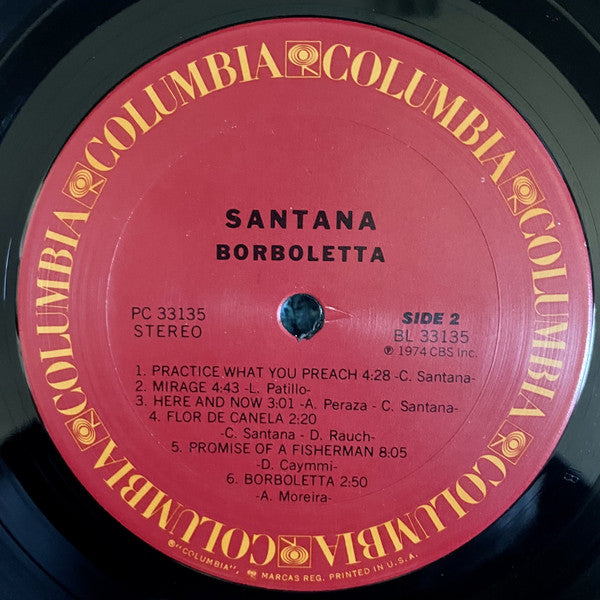 COLUMBIA COLUMBIA COLUMBIA COLUMBIA COLUMBIA COLUMBIA
SANTANA
BORBOLETTA
PC 33135
STEREO
SIDE 2
BL 33135
℗ 1974 CBS Inc.
1. PRACTICE WHAT YOU PREACH 4:28 -C. Santana-
2. MIRAGE 4:43 -L. Patillo-
3. HERE AND NOW 3:01 -A. Peraza - C. Santana-
4. FLOR DE CANELA 2:20
-C. Santana - D. Rauch-
5. PROMISE OF A FISHERMAN 8:05
-D. Caymmi-
6. BORBOLETTA 2:50
-A. Moreira-
®"COLUMBIA", MARCAS REG. PRINTED IN U.S.A.